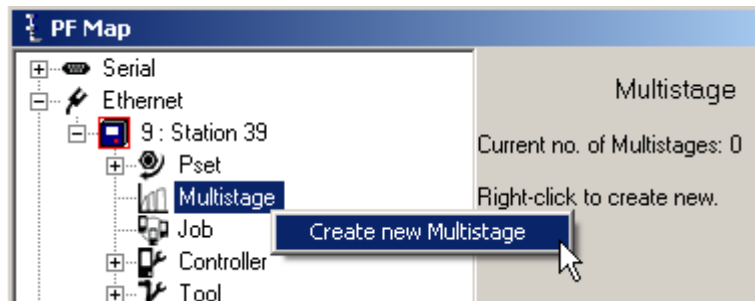 PF Map
Serial
Ethernet
9 : Station 39
Pset
Multistage
Job
Controller
Tool
Create new Multistage
Multistage
Current no. of Multistages: 0
Right-click to create new.